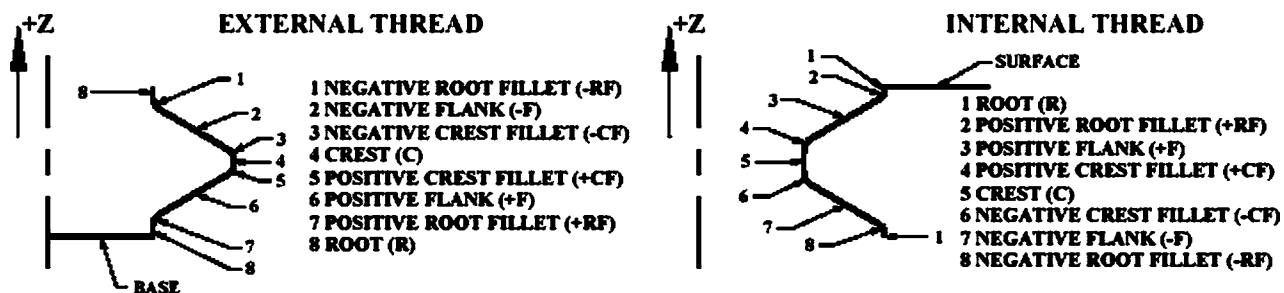 +Z
EXTERNAL THREAD
8
1
2
3
4
5
6
7
8
BASE
1 NEGATIVE ROOT FILLET (-RF)
2 NEGATIVE FLANK (-F)
3 NEGATIVE CREST FILLET (-CF)
4 CREST (C)
5 POSITIVE CREST FILLET (+CF)
6 POSITIVE FLANK (+F)
7 POSITIVE ROOT FILLET (+RF)
8 ROOT (R)
+Z
INTERNAL THREAD
1
2
3
4
5
6
7
8
1
SURFACE
1 ROOT (R)
2 POSITIVE ROOT FILLET (+RF)
3 POSITIVE FLANK (+F)
4 POSITIVE CREST FILLET (+CF)
5 CREST (C)
6 NEGATIVE CREST FILLET (-CF)
7 NEGATIVE FLANK (-F)
8 NEGATIVE ROOT FILLET (-RF)